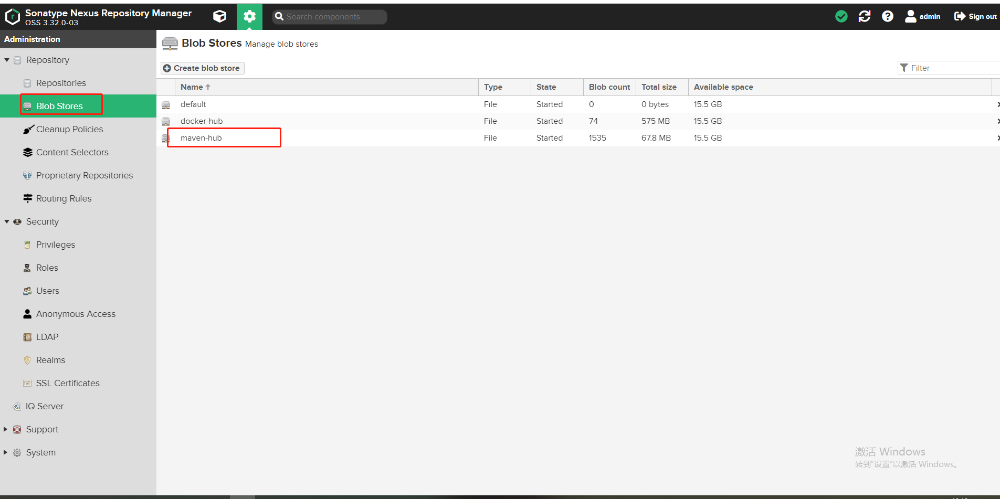 Sonatype Nexus Repository Manager
OSS 3.32.0-03
Search components
admin
Sign out
Administration
Repository
Repositories
Blob Stores
Cleanup Policies
Content Selectors
Proprietary Repositories
Routing Rules
Security
Privileges
Roles
Users
Anonymous Access
LDAP
Realms
SSL Certificates
IQ Server
Support
System
Blob Stores Manage blob stores
Create blob store
Filter
Name Type State Blob count Total size Available space
default File Started 0 0 bytes 15.5 GB
docker-hub File Started 74 575 MB 15.5 GB
maven-hub File Started 1535 67.8 MB 15.5 GB
激活 Windows
转到"设置"以激活 Windows。